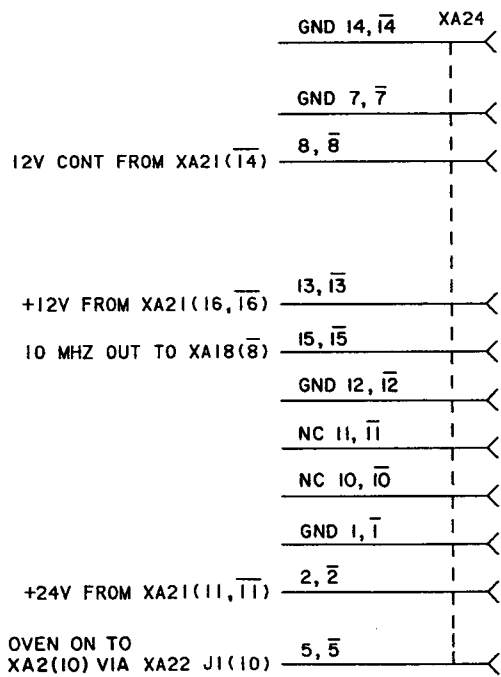 GND 14, 1̅4̅ XA24
GND 7, 7̅
12V CONT FROM XA21(1̅4̅) 8, 8̅
+12V FROM XA21(16, 1̅6̅) 13, 1̅3̅
10 MHZ OUT TO XA18(8̅) 15, 1̅5̅
GND 12, 1̅2̅
NC 11, 1̅1̅
NC 10, 1̅0̅
GND 1, 1̅
+24V FROM XA21(11, 1̅1̅) 2, 2̅
OVEN ON TO
XA2(10) VIA XA22 J1(10) 5, 5̅